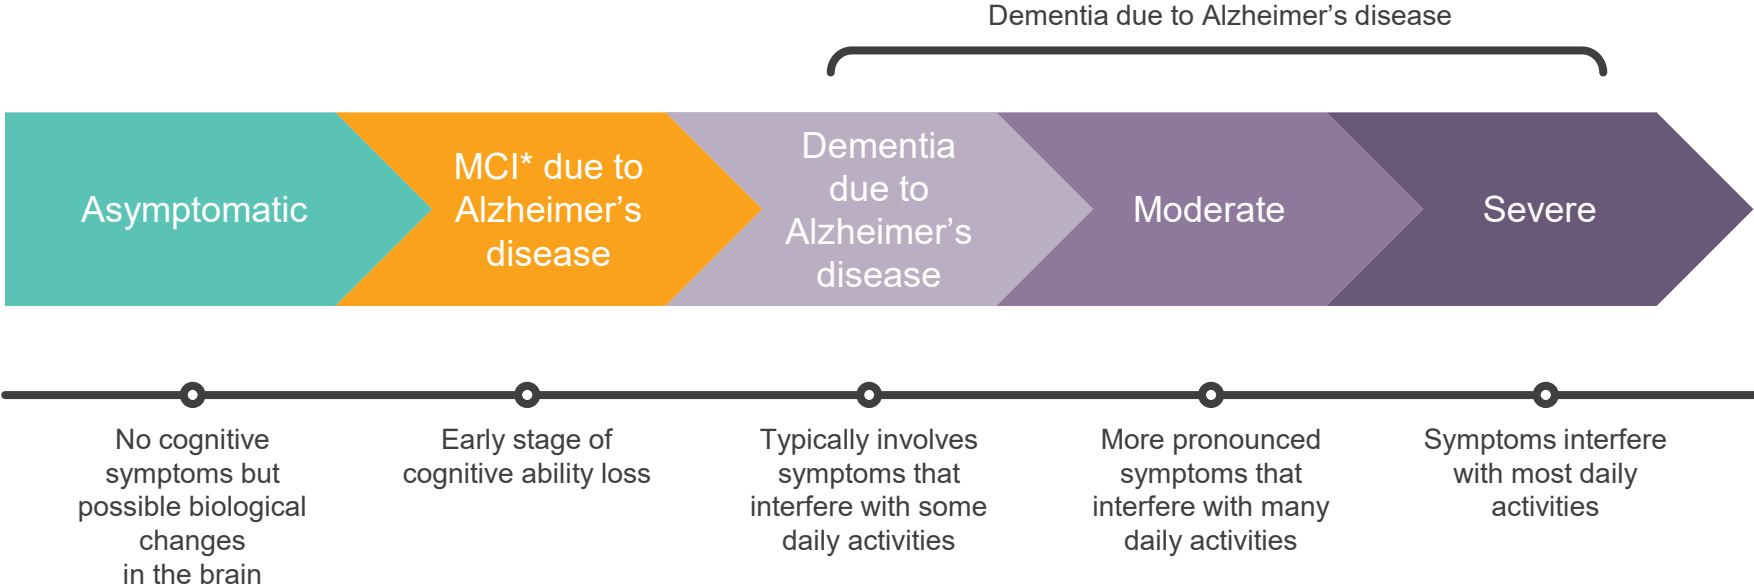 Dementia due to Alzheimer’s disease
Asymptomatic
MCI* due to
Alzheimer’s
disease
Dementia
due to
Alzheimer’s
disease
Moderate
Severe
No cognitive
symptoms but
possible biological
changes
in the brain
Early stage of
cognitive ability loss
Typically involves
symptoms that
interfere with some
daily activities
More pronounced
symptoms that
interfere with many
daily activities
Symptoms interfere
with most daily
activities